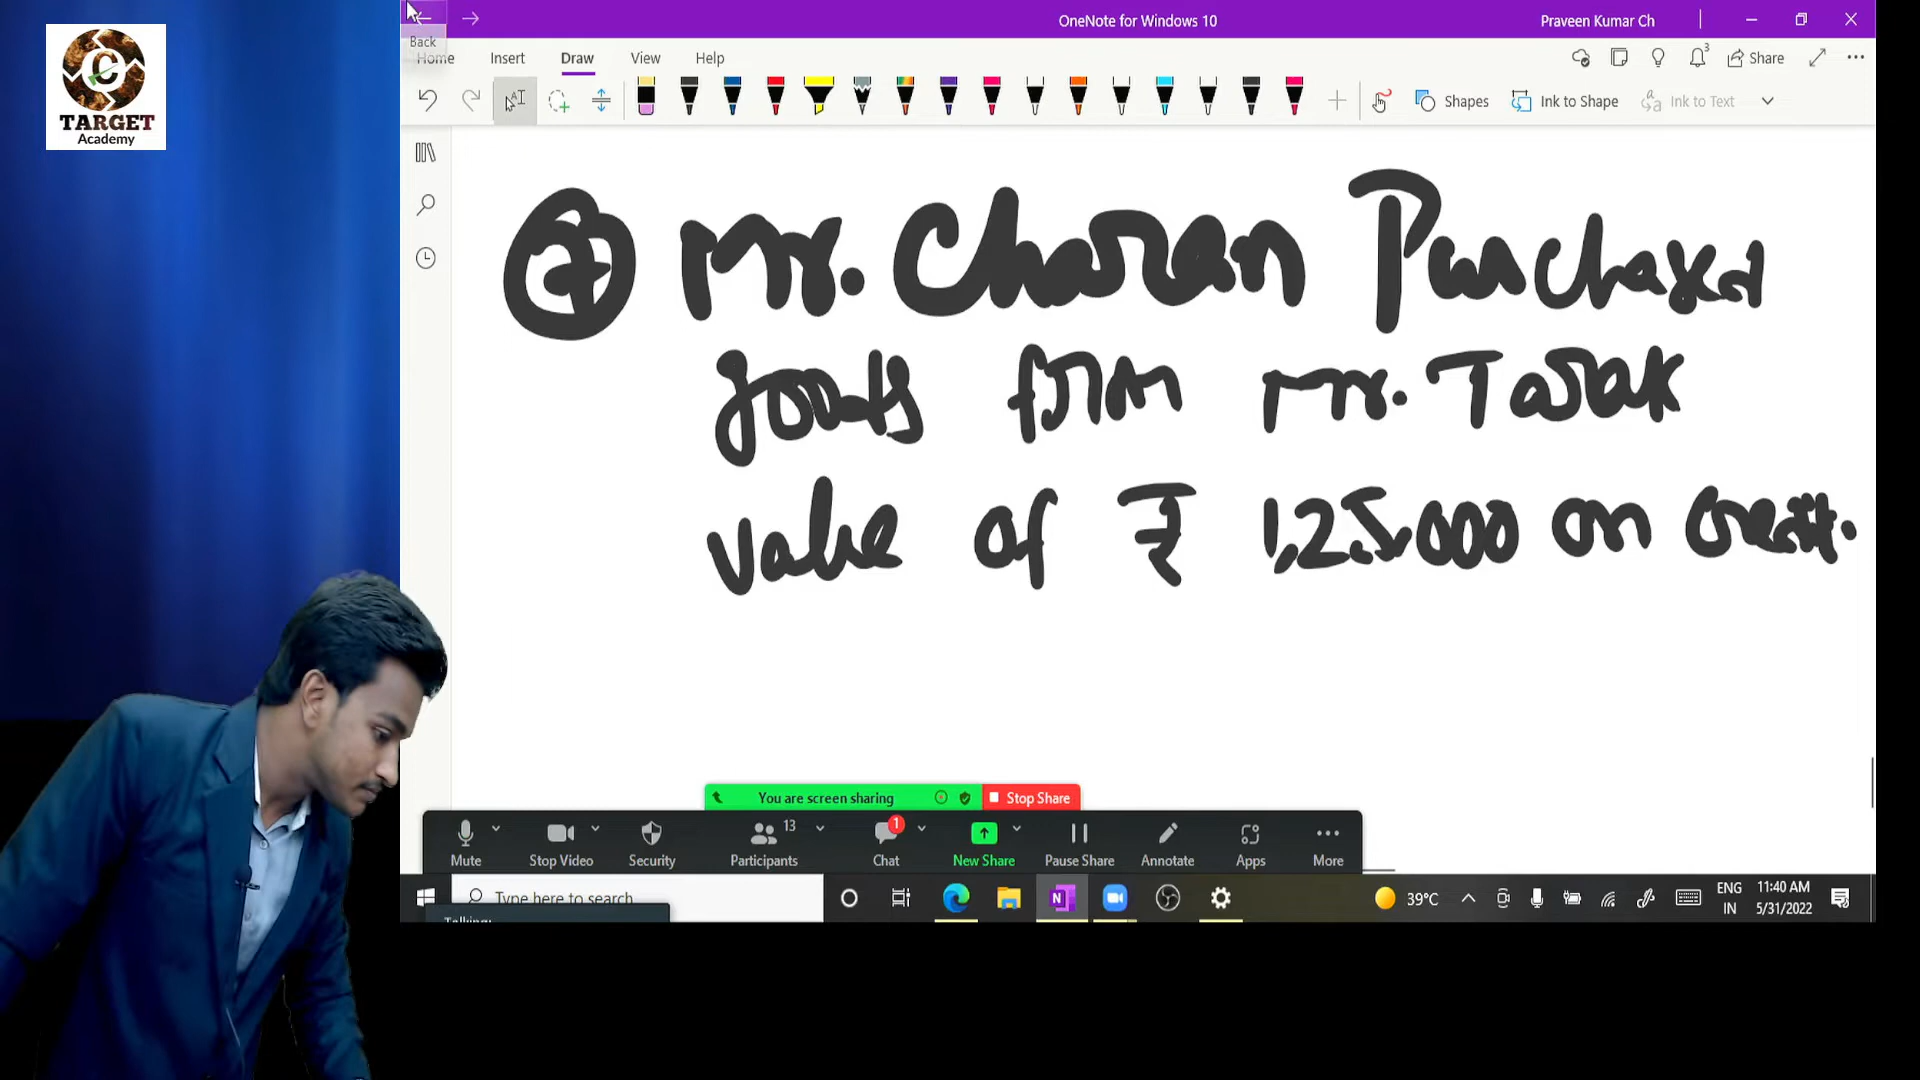 TARGET
Academy
Back
OneNote for Windows 10
Praveen Kumar Ch
Home Insert Draw View Help
3
Share
Shapes
Ink to Shape
Ink to Text
Mr. Charan Purchased
goods from Mr. Tarak
value of ₹ 1,25,000 on credit.
You are screen sharing
Stop Share
13
1
Mute Stop Video Security Participants Chat New Share Pause Share Annotate Apps More
Type here to search
39°C
ENG
IN
11:40 AM
5/31/2022
Talking: